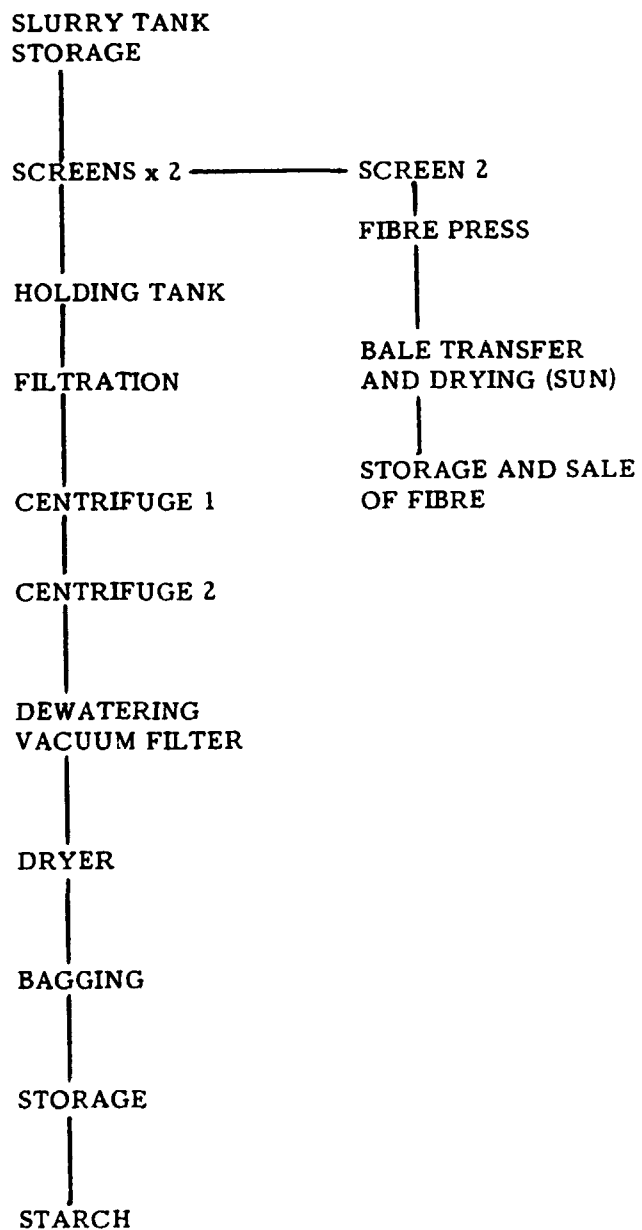 SLURRY TANK
STORAGE
SCREENS x 2
SCREEN 2
FIBRE PRESS
HOLDING TANK
FILTRATION
BALE TRANSFER
AND DRYING (SUN)
STORAGE AND SALE
OF FIBRE
CENTRIFUGE 1
CENTRIFUGE 2
DEWATERING
VACUUM FILTER
DRYER
BAGGING
STORAGE
STARCH